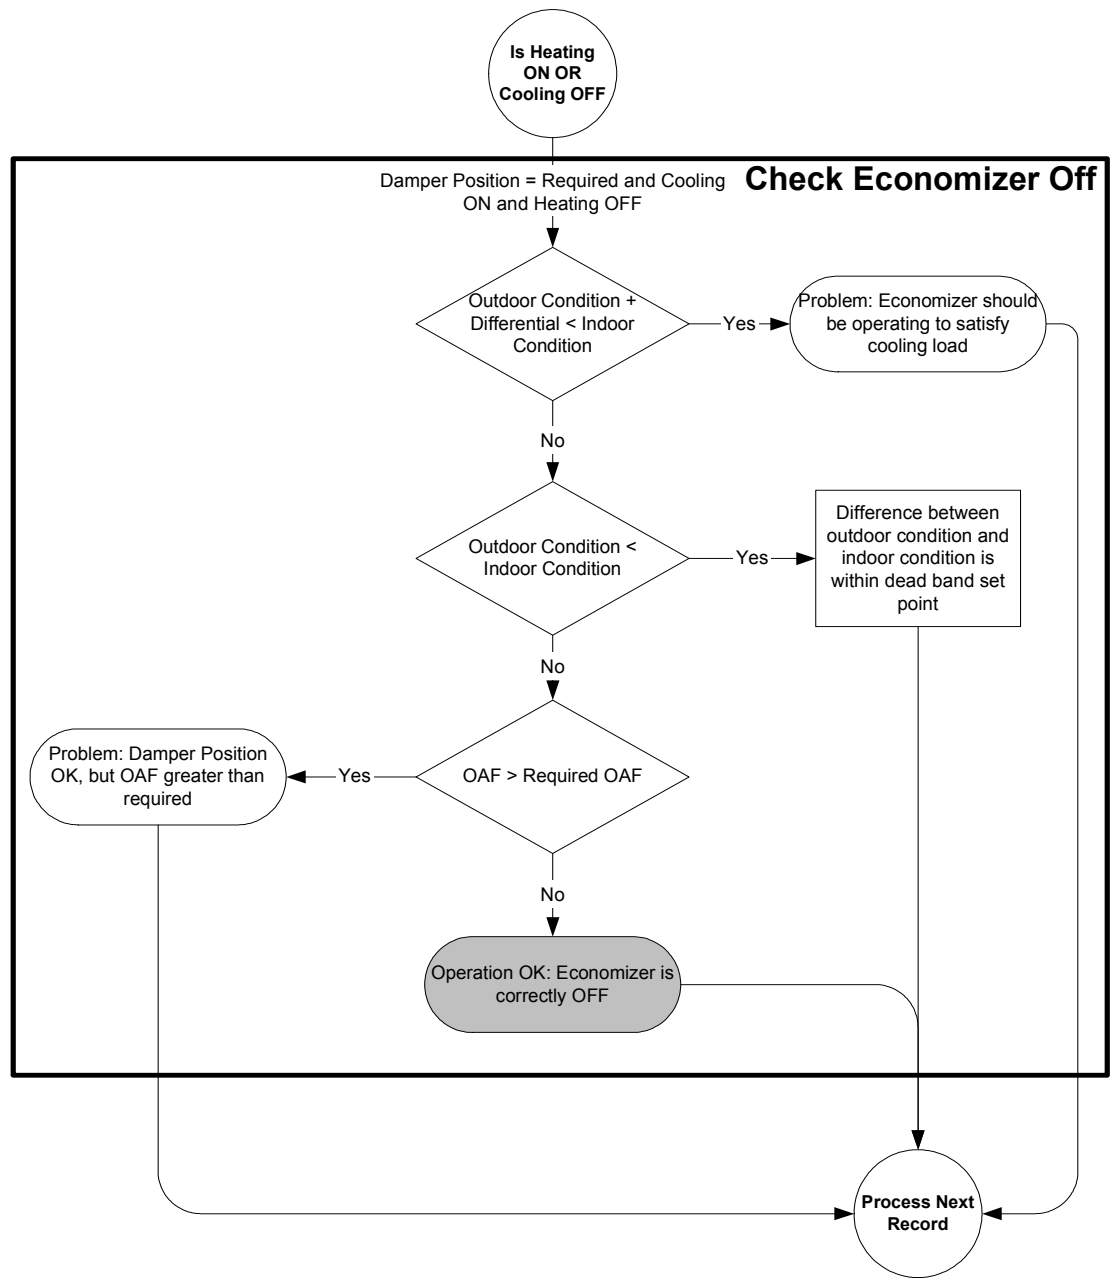 Is Heating
ON OR
Cooling OFF
Check Economizer Off
Damper Position = Required and Cooling
ON and Heating OFF
Outdoor Condition +
Differential < Indoor
Condition
Yes
Problem: Economizer should
be operating to satisfy
cooling load
No
Outdoor Condition <
Indoor Condition
Yes
Difference between
outdoor condition and
indoor condition is
within dead band set
point
No
OAF > Required OAF
Yes
Problem: Damper Position
OK, but OAF greater than
required
No
Operation OK: Economizer is
correctly OFF
Process Next
Record